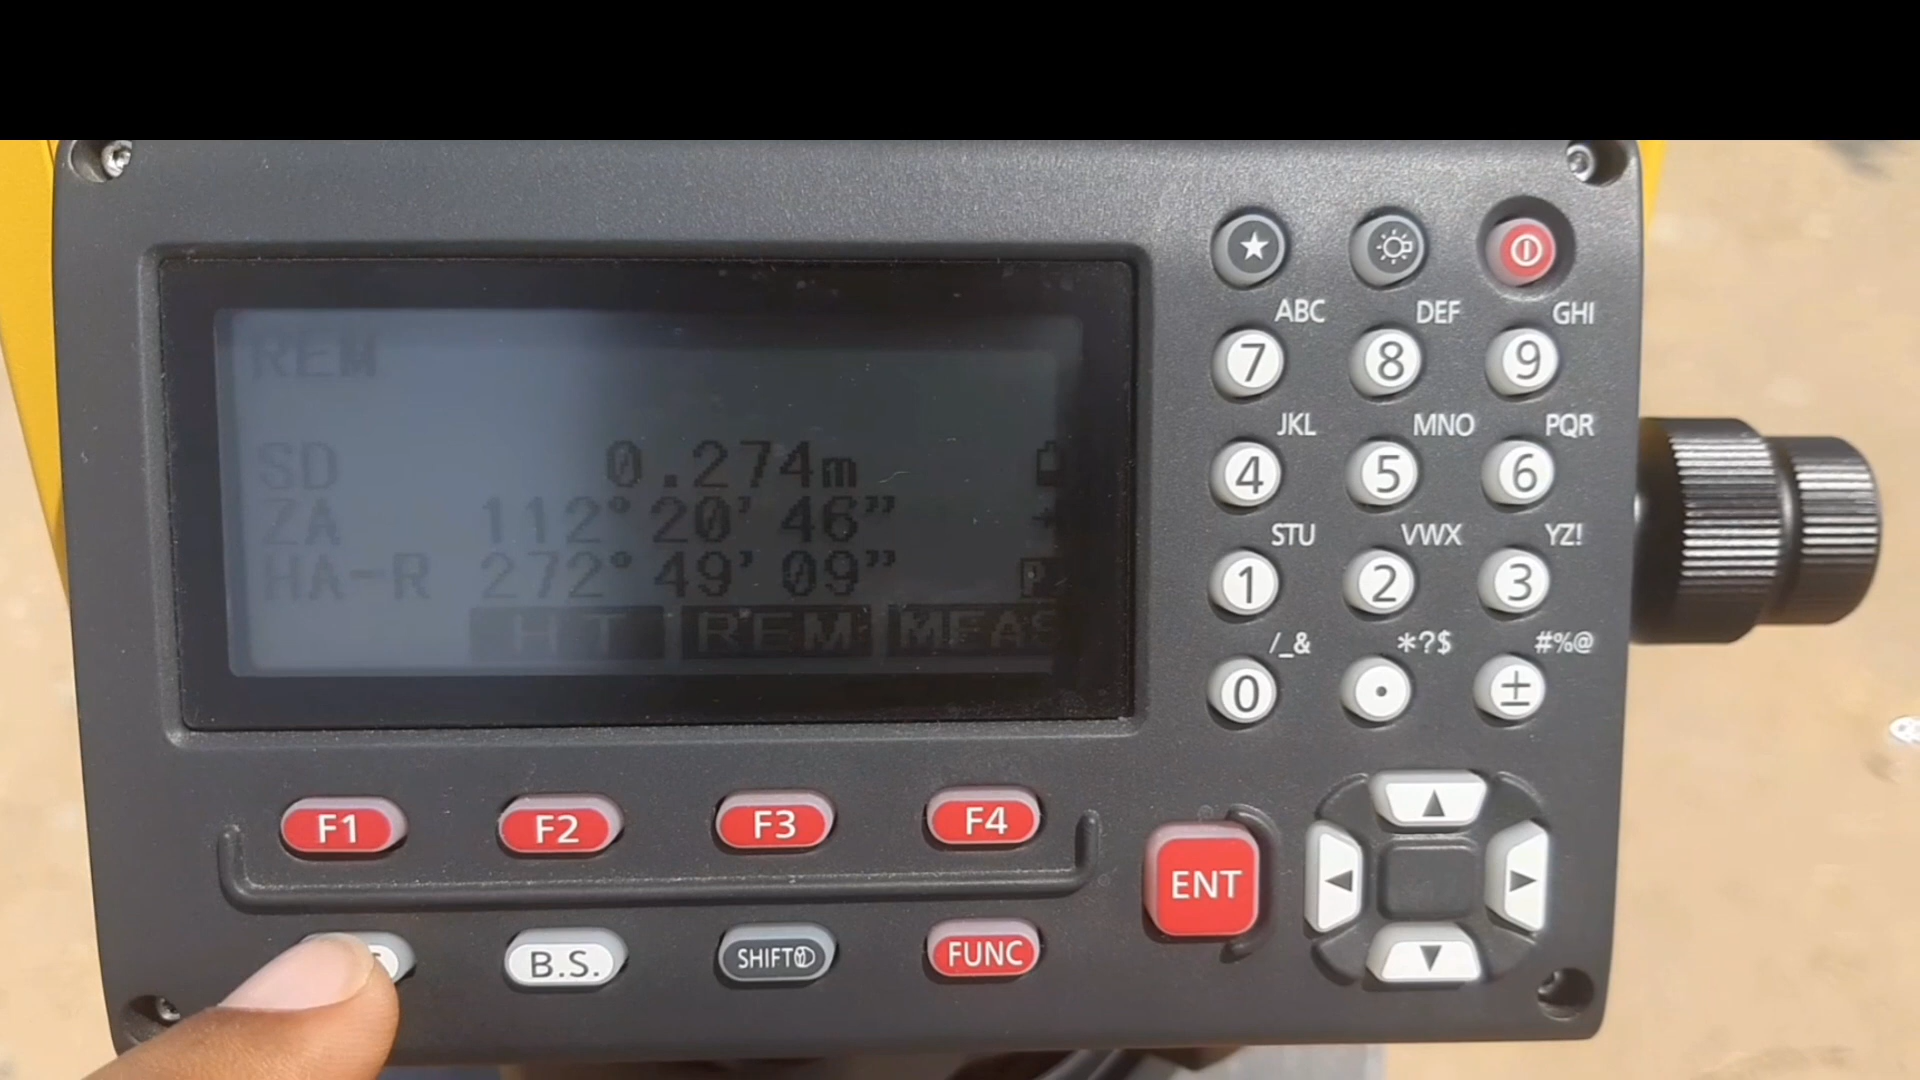 REM
SD 0.274m
ZA 112°20'46”
HA-R 272°49'09”
HT REM MEAS
★
ABC DEF GHI
7 8 9
JKL MNO PQR
4 5 6
STU VWX YZ!
1 2 3
/_& *?$ #%@
0 . ±
F1 F2 F3 F4
ENT
B.S. SHIFT FUNC